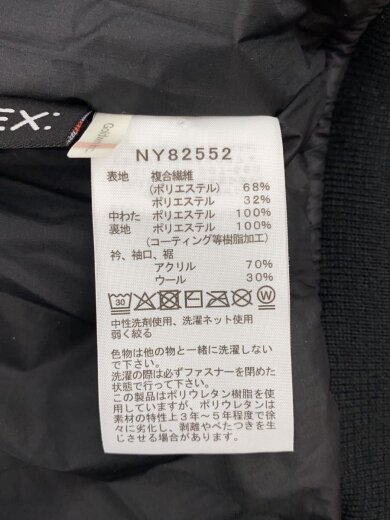 EX:
NY82552
表地 複合繊維
(ポリエステル) 68%
ポリエステル 32%
中わた ポリエステル 100%
裏地 ポリエステル 100%
(コーティング等樹脂加工)
衿、袖口、裾
アクリル 70%
ウール 30%
30 W
中性洗剤使用、洗濯ネット使用
弱く絞る
色物は他の物と一緒に洗濯しない
で下さい。
洗濯の際は必ずファスナーを閉めた
状態で行って下さい。
この製品はポリウレタン樹脂を使
用していますが、ポリウレタンは
素材の特性上3年~5年程度で徐
々に劣化し、剥離やべたつきを生
じさせる場合があります。